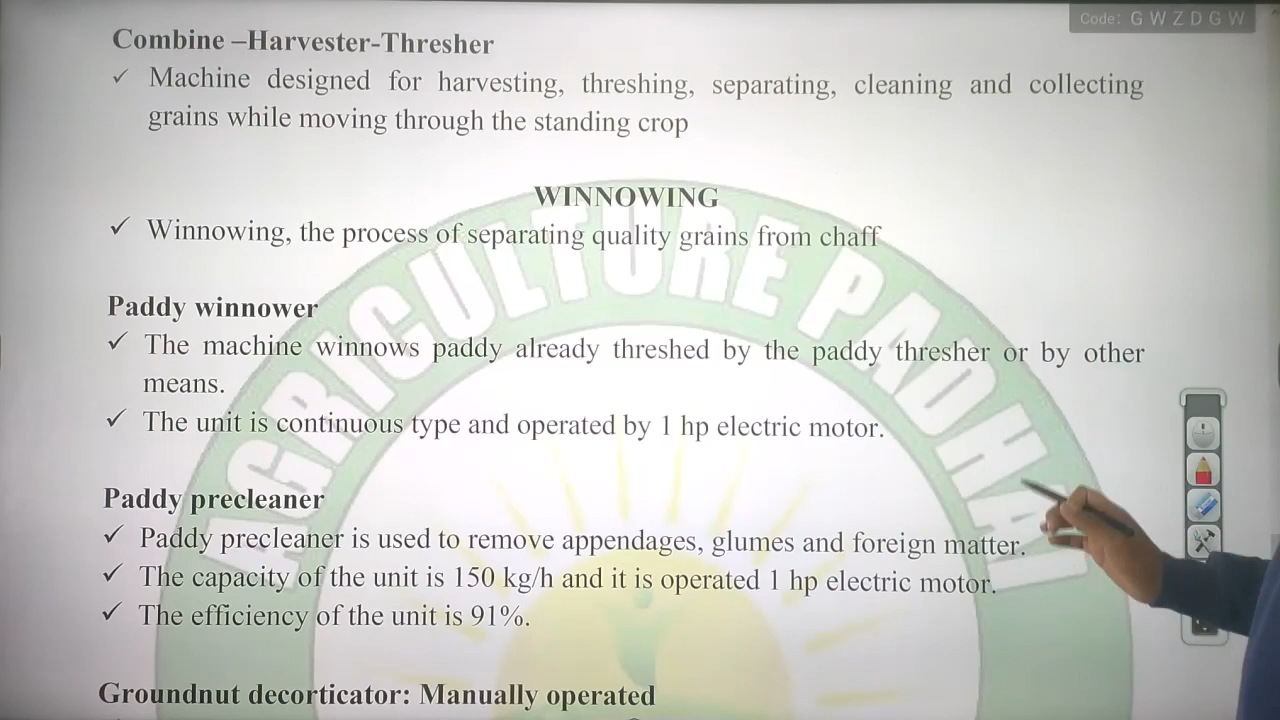 Code: G W Z D G W
Combine –Harvester-Thresher
✓ Machine designed for harvesting, threshing, separating, cleaning and collecting
grains while moving through the standing crop
WINNOWING
✓ Winnowing, the process of separating quality grains from chaff
Paddy winnower
✓ The machine winnows paddy already threshed by the paddy thresher or by other
means.
✓ The unit is continuous type and operated by 1 hp electric motor.
Paddy precleaner
✓ Paddy precleaner is used to remove appendages, glumes and foreign matter.
✓ The capacity of the unit is 150 kg/h and it is operated 1 hp electric motor.
✓ The efficiency of the unit is 91%.
Groundnut decorticator: Manually operated
AGRICULTURE PADHAI